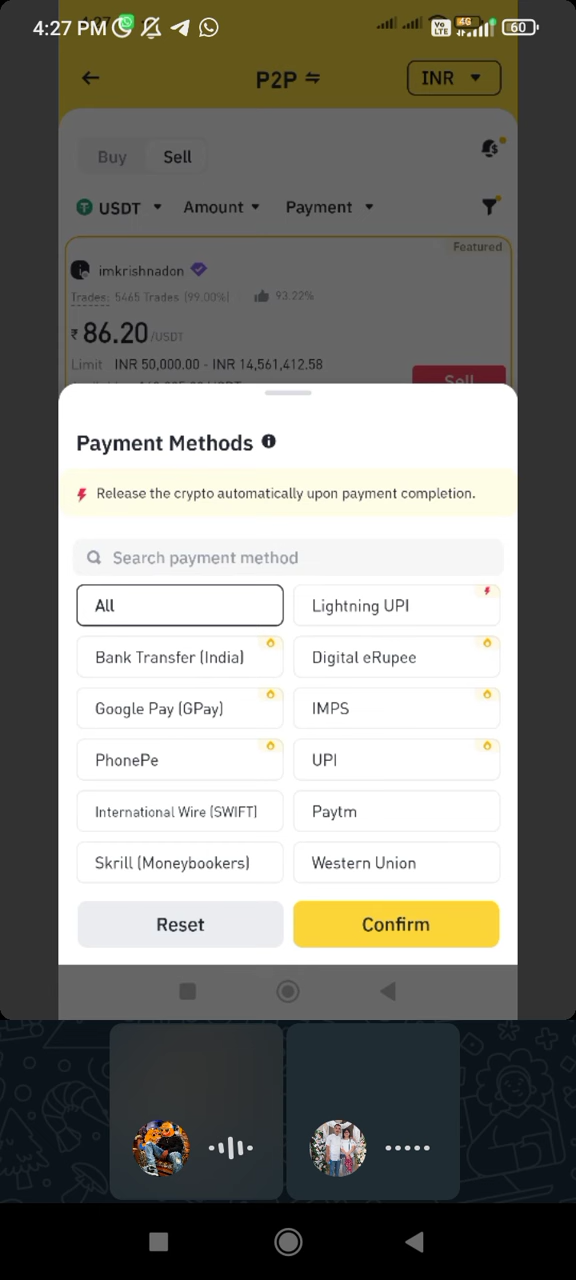 4:27 PM
VoLTE 4G 60
P2P INR
Buy Sell
USDT Amount Payment
Featured
imkrishnadon
Trades: 5465 Trades (99.00%) 93.22%
₹ 86.20 /USDT
Limit INR 50,000.00 - INR 14,561,412.58
Sell
Payment Methods
Release the crypto automatically upon payment completion.
Search payment method
All Lightning UPI
Bank Transfer (India) Digital eRupee
Google Pay (GPay) IMPS
PhonePe UPI
International Wire (SWIFT) Paytm
Skrill (Moneybookers) Western Union
Reset Confirm